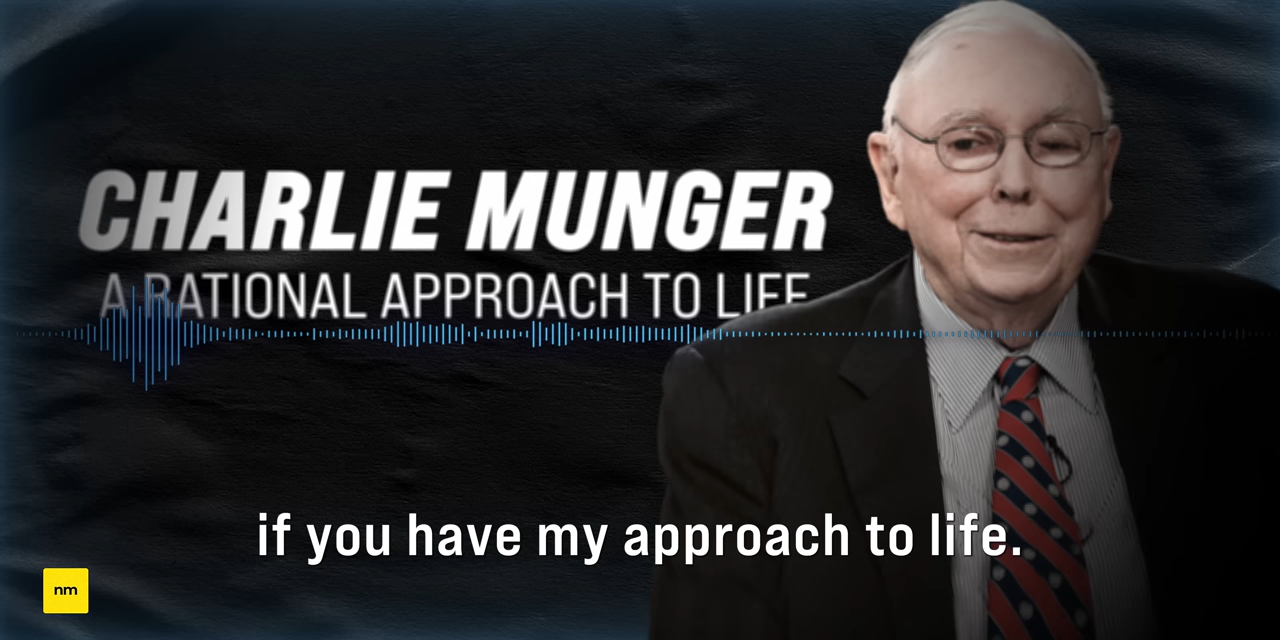 CHARLIE MUNGER
A RATIONAL APPROACH TO LIFE
if you have my approach to life.
nm